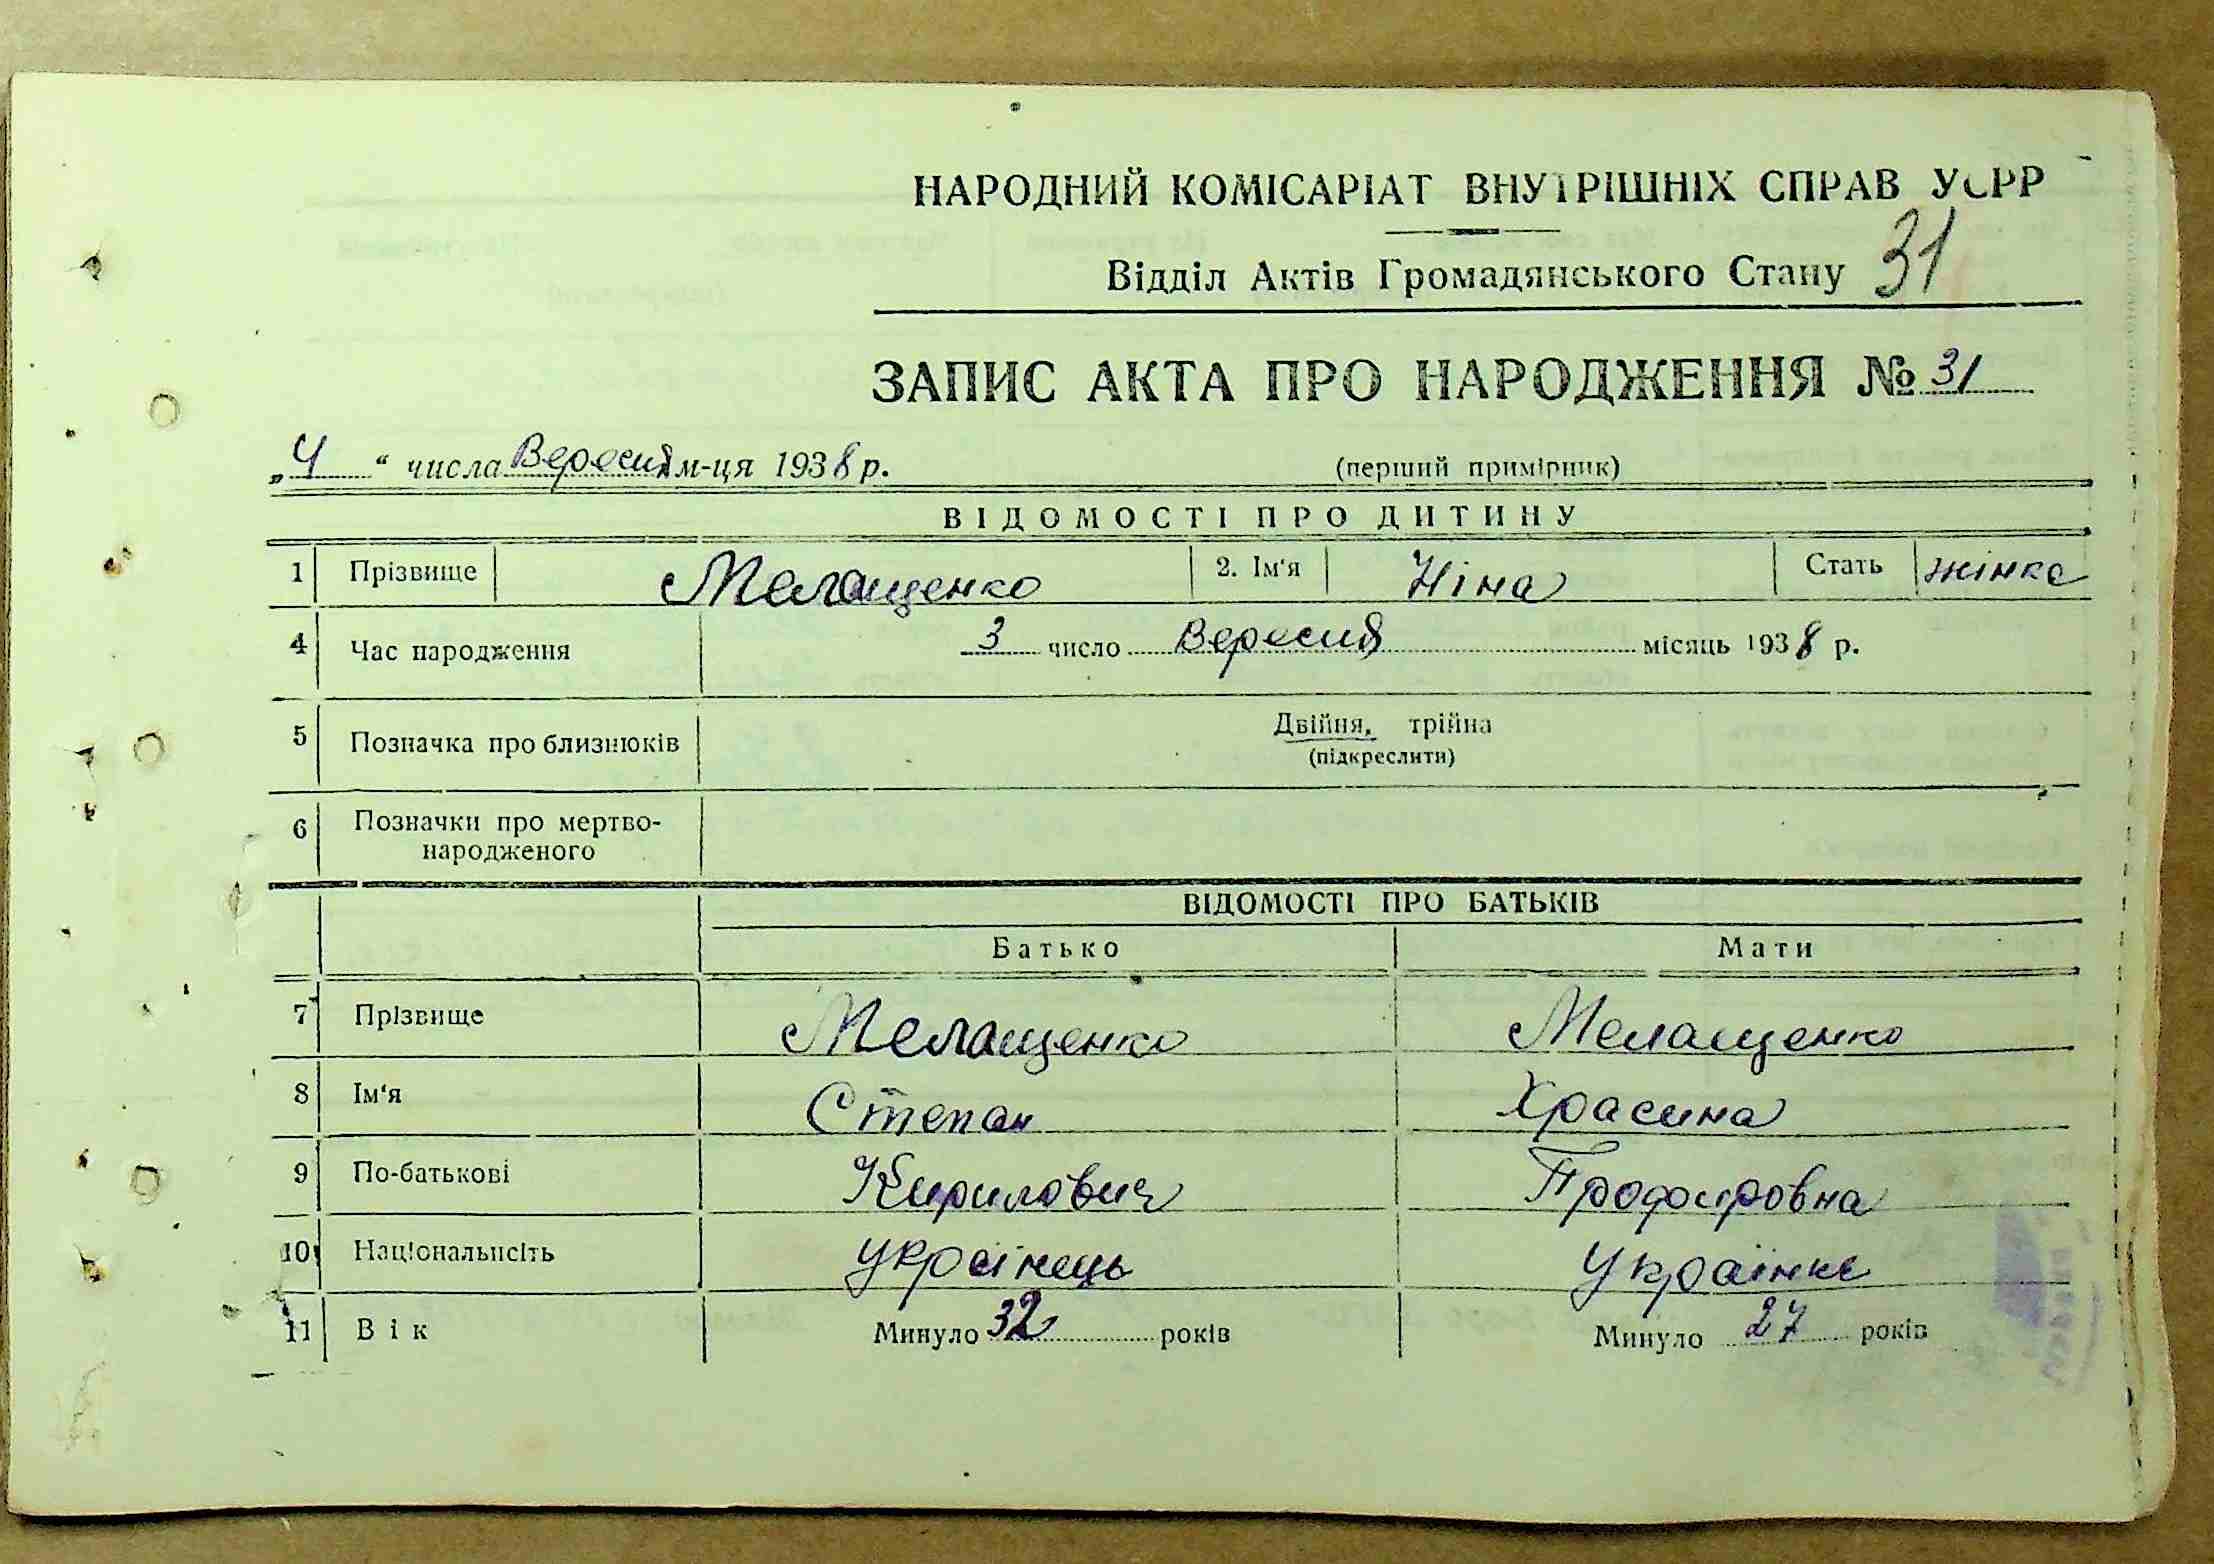 НАРОДНИЙ КОМІСАРІАТ ВНУТРІШНІХ СПРАВ УСРР
Відділ Актів Громадянського Стану 31
ЗАПИС АКТА ПРО НАРОДЖЕННЯ № 31
„4“ числа Вересня м-ця 1938 р. (перший примірник)
ВІДОМОСТІ ПРО ДИТИНУ
1 Прізвище Мелащенко 2. Ім'я Ніна Стать жінка
4 Час народження 3 число Вересня місяць 1938 р.
5 Позначка про близнюків Двійня, трійна
(підкреслити)
6 Позначки про мертво-
народженого
ВІДОМОСТІ ПРО БАТЬКІВ
Батько Мати
7 Прізвище Мелащенко Мелащенко
8 Ім'я Степан Храсина
9 По-батькові Кирилович Профировна
10 Національність українець Українка
11 Вік Минуло 32 років Минуло 27 років